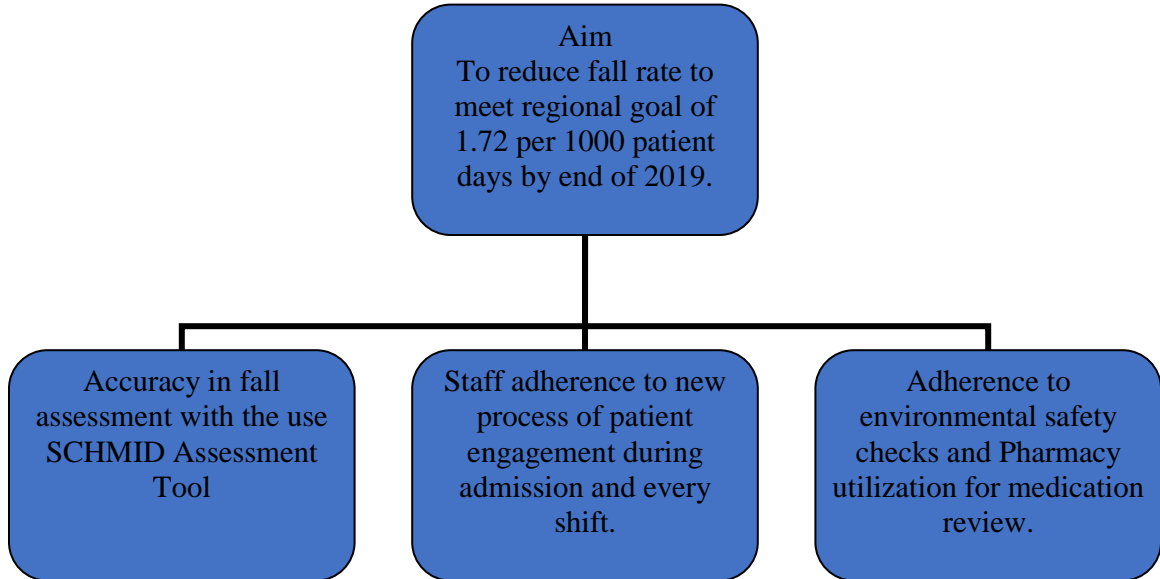 Aim
To reduce fall rate to
meet regional goal of
1.72 per 1000 patient
days by end of 2019.
Accuracy in fall
assessment with the use
SCHMID Assessment
Tool
Staff adherence to new
process of patient
engagement during
admission and every
shift.
Adherence to
environmental safety
checks and Pharmacy
utilization for medication
review.